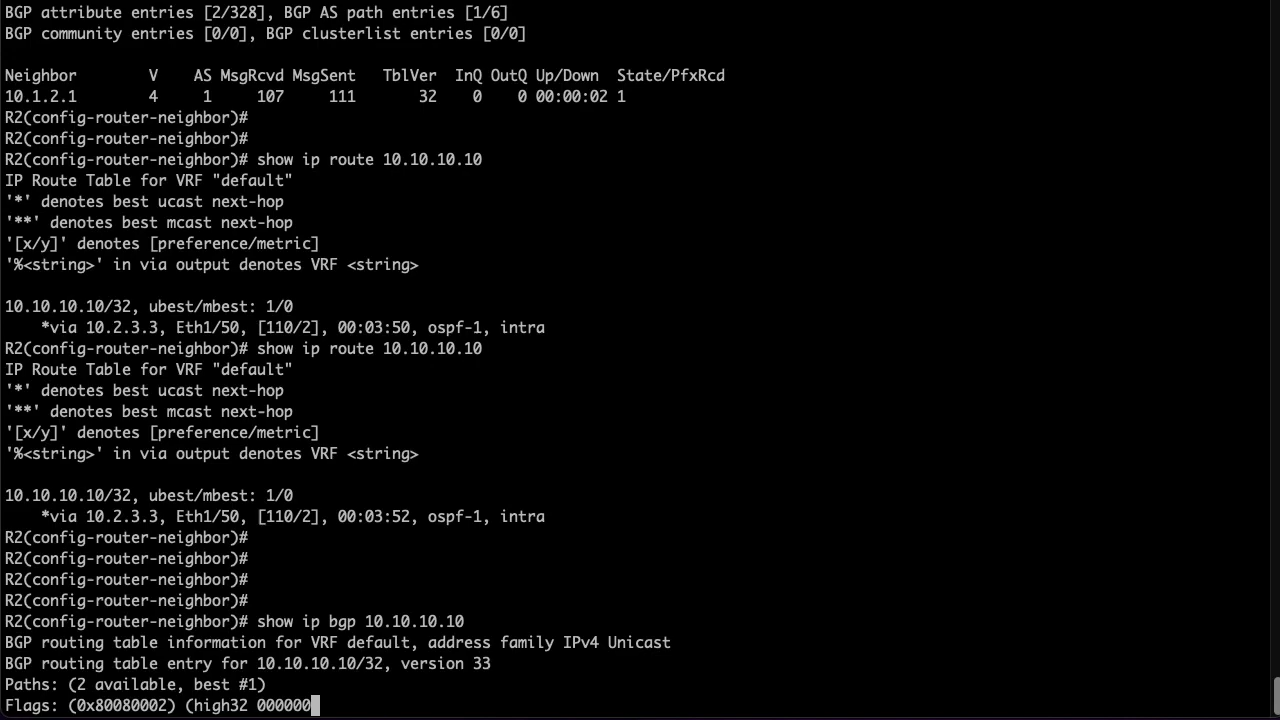 BGP attribute entries [2/328], BGP AS path entries [1/6]
BGP community entries [0/0], BGP clusterlist entries [0/0]
Neighbor        V    AS MsgRcvd MsgSent   TblVer  InQ OutQ Up/Down  State/PfxRcd
10.1.2.1        4     1     107     111       32    0    0 00:00:02 1
R2(config-router-neighbor)#
R2(config-router-neighbor)#
R2(config-router-neighbor)# show ip route 10.10.10.10
IP Route Table for VRF "default"
'*' denotes best ucast next-hop
'**' denotes best mcast next-hop
'[x/y]' denotes [preference/metric]
'%<string>' in via output denotes VRF <string>
10.10.10.10/32, ubest/mbest: 1/0
    *via 10.2.3.3, Eth1/50, [110/2], 00:03:50, ospf-1, intra
R2(config-router-neighbor)# show ip route 10.10.10.10
IP Route Table for VRF "default"
'*' denotes best ucast next-hop
'**' denotes best mcast next-hop
'[x/y]' denotes [preference/metric]
'%<string>' in via output denotes VRF <string>
10.10.10.10/32, ubest/mbest: 1/0
    *via 10.2.3.3, Eth1/50, [110/2], 00:03:52, ospf-1, intra
R2(config-router-neighbor)#
R2(config-router-neighbor)#
R2(config-router-neighbor)#
R2(config-router-neighbor)#
R2(config-router-neighbor)# show ip bgp 10.10.10.10
BGP routing table information for VRF default, address family IPv4 Unicast
BGP routing table entry for 10.10.10.10/32, version 33
Paths: (2 available, best #1)
Flags: (0x80080002) (high32 000000